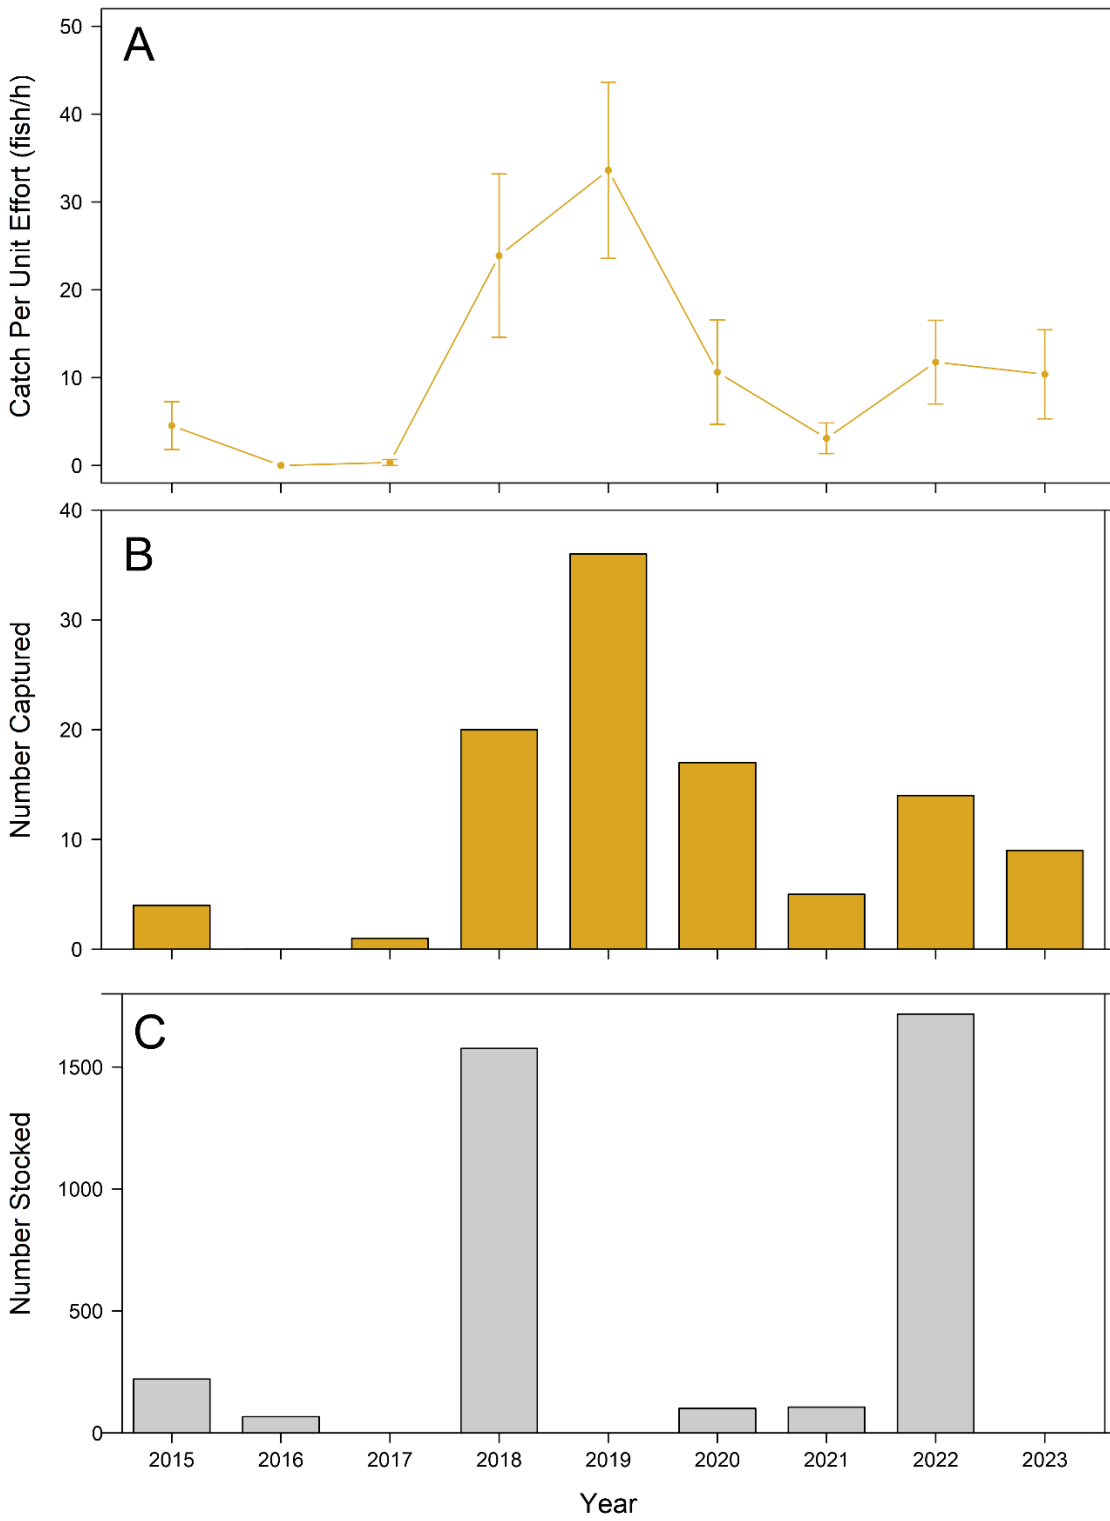 A
Catch Per Unit Effort (fish/h)
50
40
30
20
10
0
B
Number Captured
40
30
20
10
0
C
Number Stocked
1500
1000
500
0
2015 2016 2017 2018 2019 2020 2021 2022 2023
Year